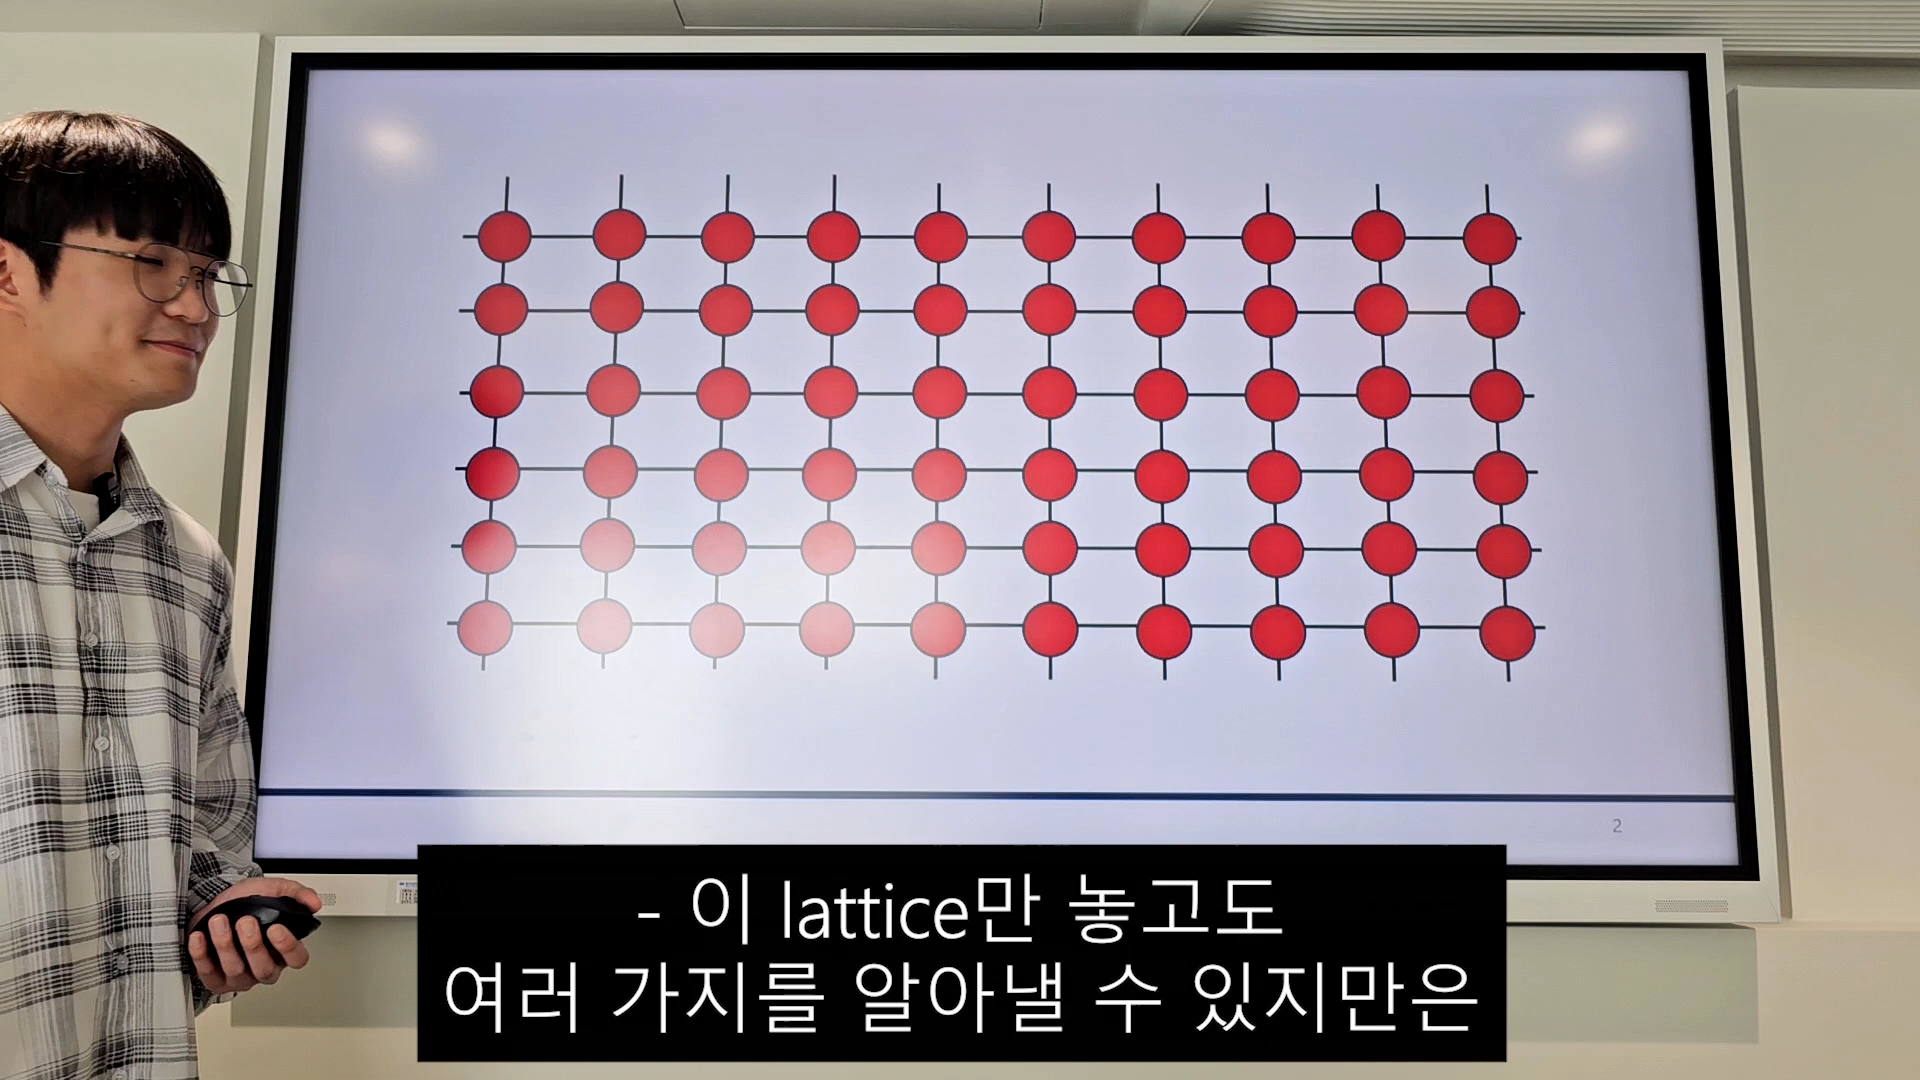 2
- 이 lattice만 놓고도
여러 가지를 알아낼 수 있지만은